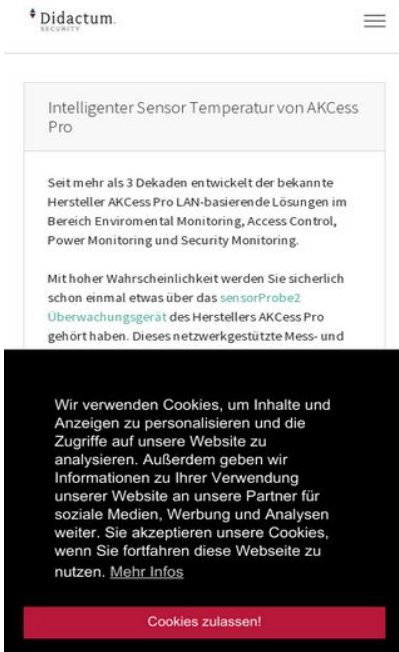 Didactum.
SECURITY
Intelligenter Sensor Temperatur von AKCess
Pro
Seit mehr als 3 Dekaden entwickelt der bekannte
Hersteller AKCess Pro LAN-basierende Lösungen im
Bereich Enviromental Monitoring, Access Control,
Power Monitoring und Security Monitoring.
Mit hoher Wahrscheinlichkeit werden Sie sicherlich
schon einmal etwas über das sensorProbe2
Überwachungsgerät des Herstellers AKCess Pro
gehört haben. Dieses netzwerkgestützte Mess- und
Wir verwenden Cookies, um Inhalte und
Anzeigen zu personalisieren und die
Zugriffe auf unsere Website zu
analysieren. Außerdem geben wir
Informationen zu Ihrer Verwendung
unserer Website an unsere Partner für
soziale Medien, Werbung und Analysen
weiter. Sie akzeptieren unsere Cookies,
wenn Sie fortfahren diese Webseite zu
nutzen. Mehr Infos
Cookies zulassen!